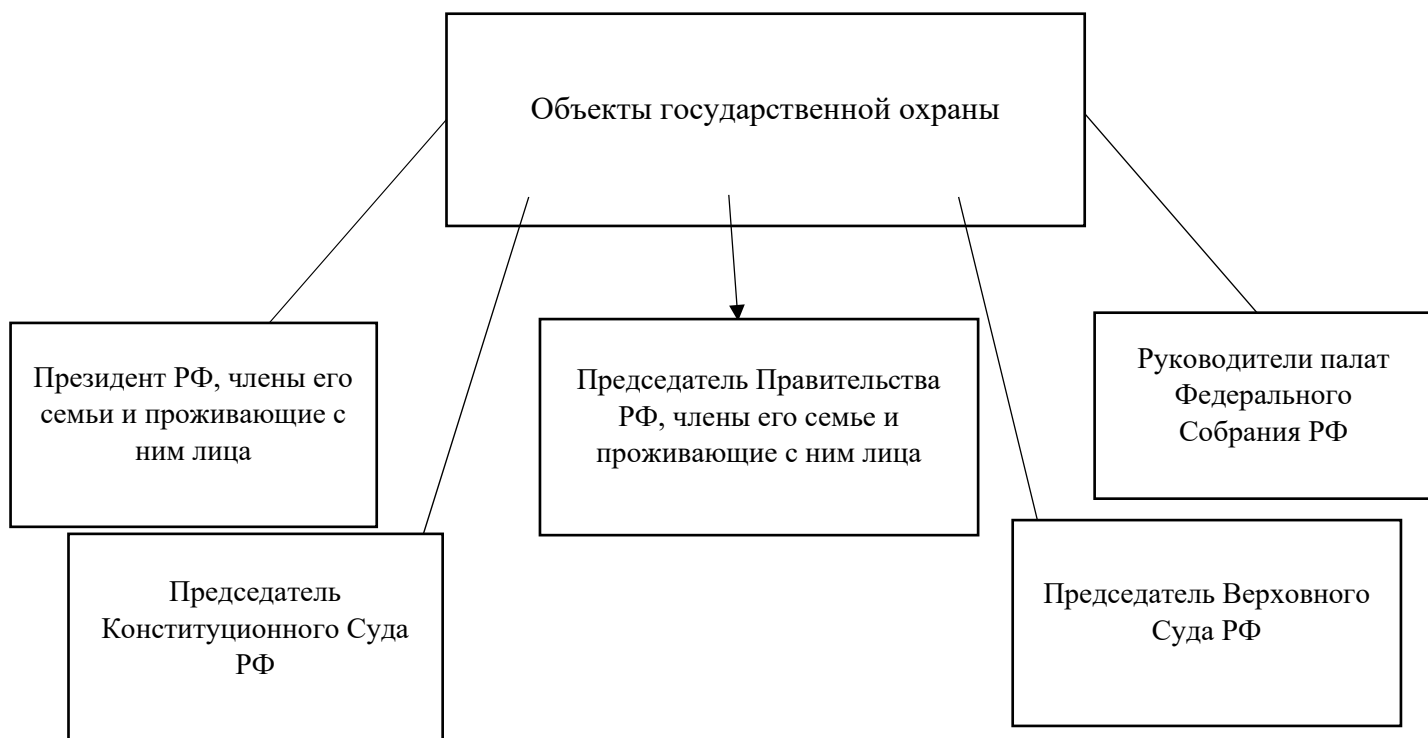 Объекты государственной охраны
Президент РФ, члены его
семьи и проживающие с
ним лица
Председатель Правительства
РФ, члены его семье и
проживающие с ним лица
Руководители палат
Федерального
Собрания РФ
Председатель
Конституционного Суда
РФ
Председатель Верховного
Суда РФ